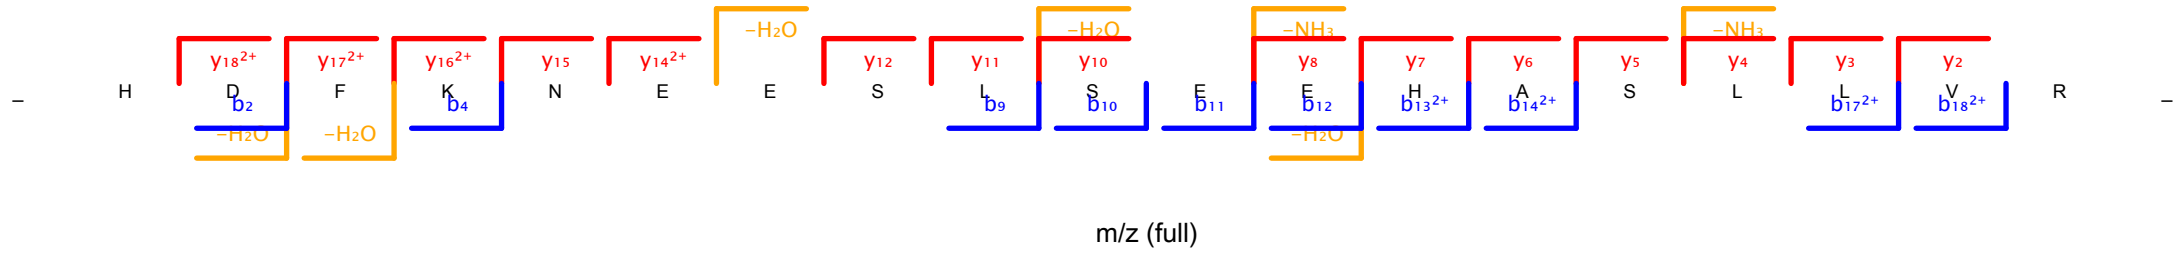 –H₂O –H₂O –NH₃ –NH₃
y₁₈²⁺ y₁₇²⁺ y₁₆²⁺ y₁₅ y₁₄²⁺ y₁₂ y₁₁ y₁₀ y₈ y₇ y₆ y₅ y₄ y₃ y₂
– H D F K N E E S L S E E H A S L L V R –
b₂ b₄ b₉ b₁₀ b₁₁ b₁₂ b₁₃²⁺ b₁₄²⁺ b₁₇²⁺ b₁₈²⁺
–H₂O –H₂O –H₂O
m/z (full)